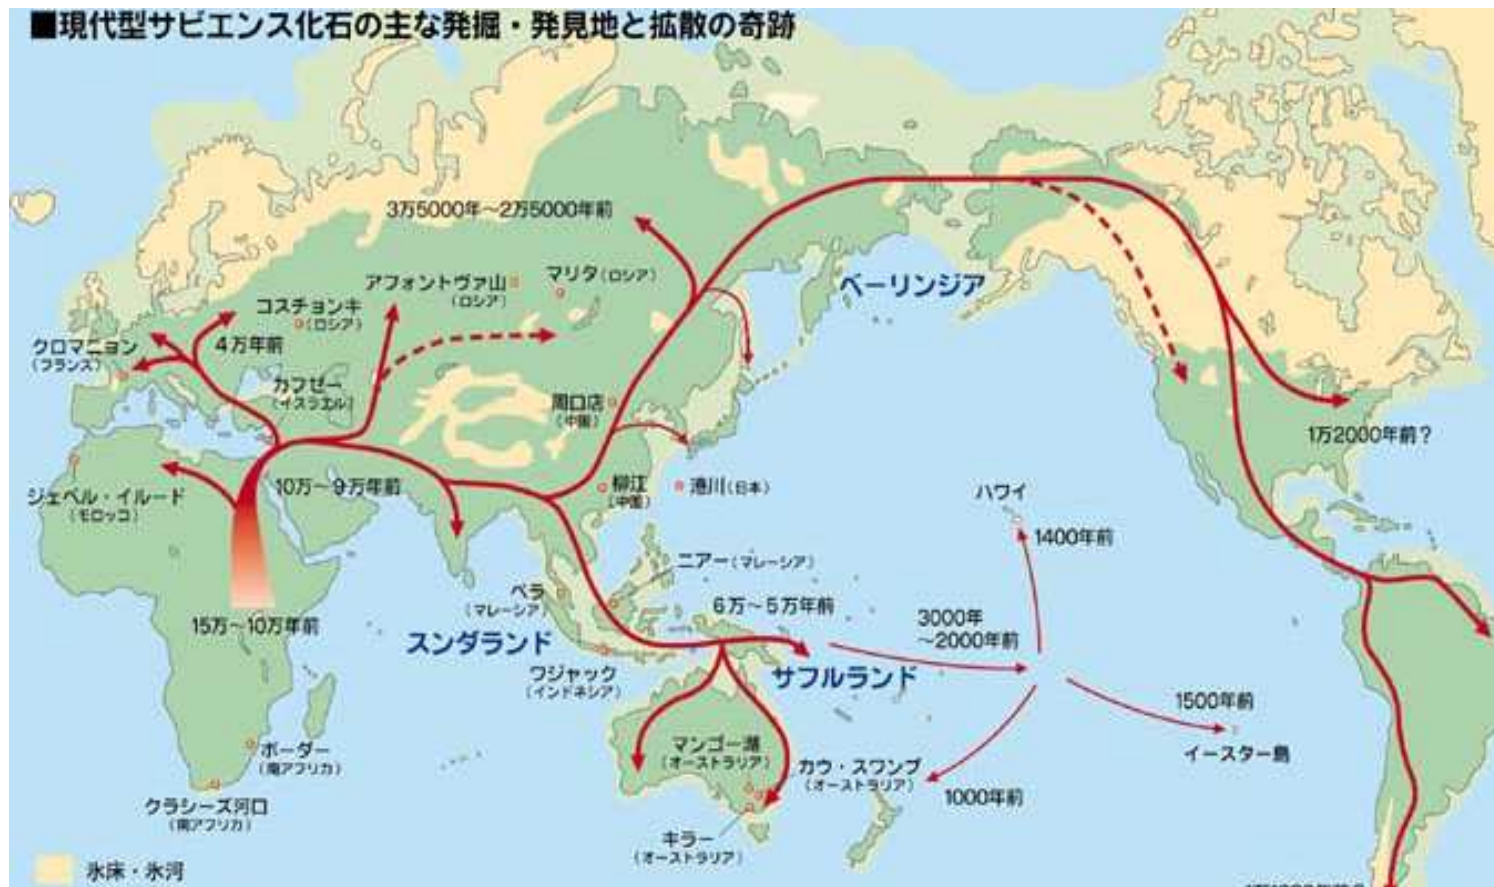 ■現代型サピエンス化石の主な発掘・発見地と拡散の奇跡
3万5000年～2万5000年前
アフォントヴァ山
(ロシア)
マリタ(ロシア)
ベーリンジア
コスチョンキ
(ロシア)
クロマニョン
(フランス)
4万年前
カフゼー
(イスラエル)
周口店
(中国)
1万2000年前？
ジェベル・イルード
(モロッコ)
10万～9万年前
柳江
(中国)
港川(日本)
ハワイ
1400年前
ニアー(マレーシア)
ペラ
(マレーシア)
6万～5万年前
15万～10万年前
スンダランド
3000年
～2000年前
ワジャック
(インドネシア)
サフルランド
1500年前
イースター島
ボーダー
(南アフリカ)
マンゴー湖
(オーストラリア)
カウ・スワンプ
(オーストラリア)
1000年前
クラシーズ河口
(南アフリカ)
キラー
(オーストラリア)
氷床・氷河